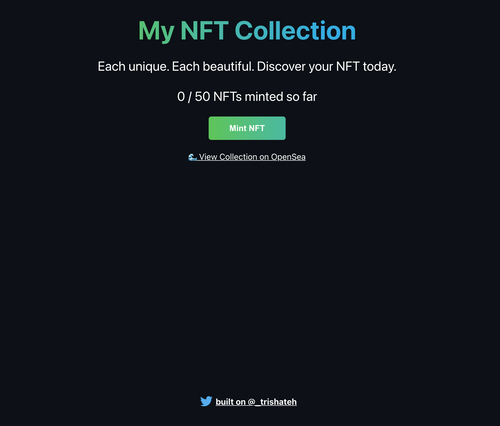 My NFT Collection
Each unique. Each beautiful. Discover your NFT today.
0 / 50 NFTs minted so far
Mint NFT
🌊 View Collection on OpenSea
built on @_trishateh